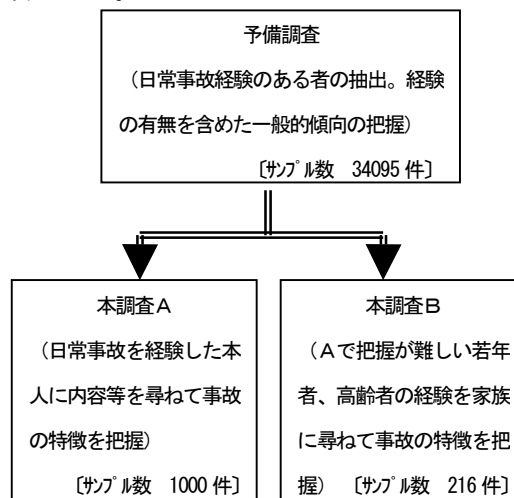 予備調査
(日常事故経験のある者の抽出。経験
の有無を含めた一般的傾向の把握)
〔ｻﾝﾌﾟﾙ数 34095 件〕
本調査A
(日常事故を経験した本
人に内容等を尋ねて事故
の特徴を把握)
〔ｻﾝﾌﾟﾙ数 1000 件〕
本調査B
(Aで把握が難しい若年
者、高齢者の経験を家族
に尋ねて事故の特徴を把
握) 〔ｻﾝﾌﾟﾙ数 216 件〕